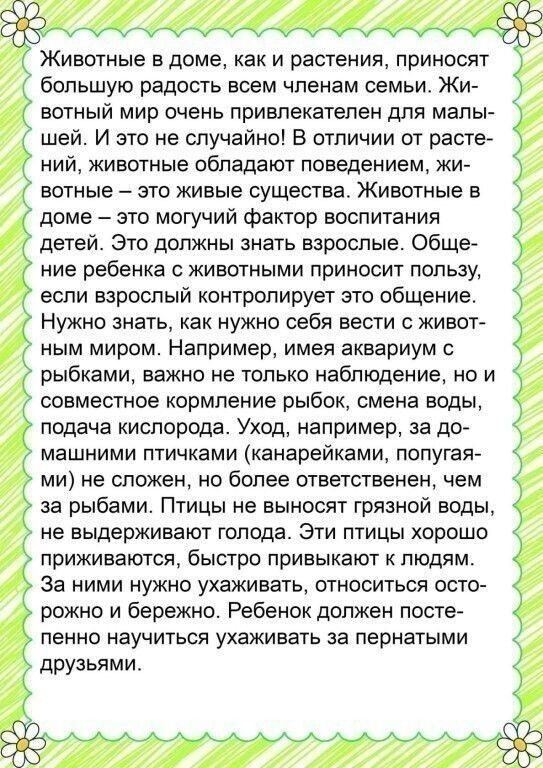 Животные в доме, как и растения, приносят
большую радость всем членам семьи. Жи-
вотный мир очень привлекателен для малы-
шей. И это не случайно! В отличии от расте-
ний, животные обладают поведением, жи-
вотные – это живые существа. Животные в
доме – это могучий фактор воспитания
детей. Это должны знать взрослые. Обще-
ние ребенка с животными приносит пользу,
если взрослый контролирует это общение.
Нужно знать, как нужно себя вести с живот-
ным миром. Например, имея аквариум с
рыбками, важно не только наблюдение, но и
совместное кормление рыбок, смена воды,
подача кислорода. Уход, например, за до-
машними птичками (канарейками, попугая-
ми) не сложен, но более ответственен, чем
за рыбами. Птицы не выносят грязной воды,
не выдерживают голода. Эти птицы хорошо
приживаются, быстро привыкают к людям.
За ними нужно ухаживать, относиться осто-
рожно и бережно. Ребенок должен посте-
пенно научиться ухаживать за пернатыми
друзьями.